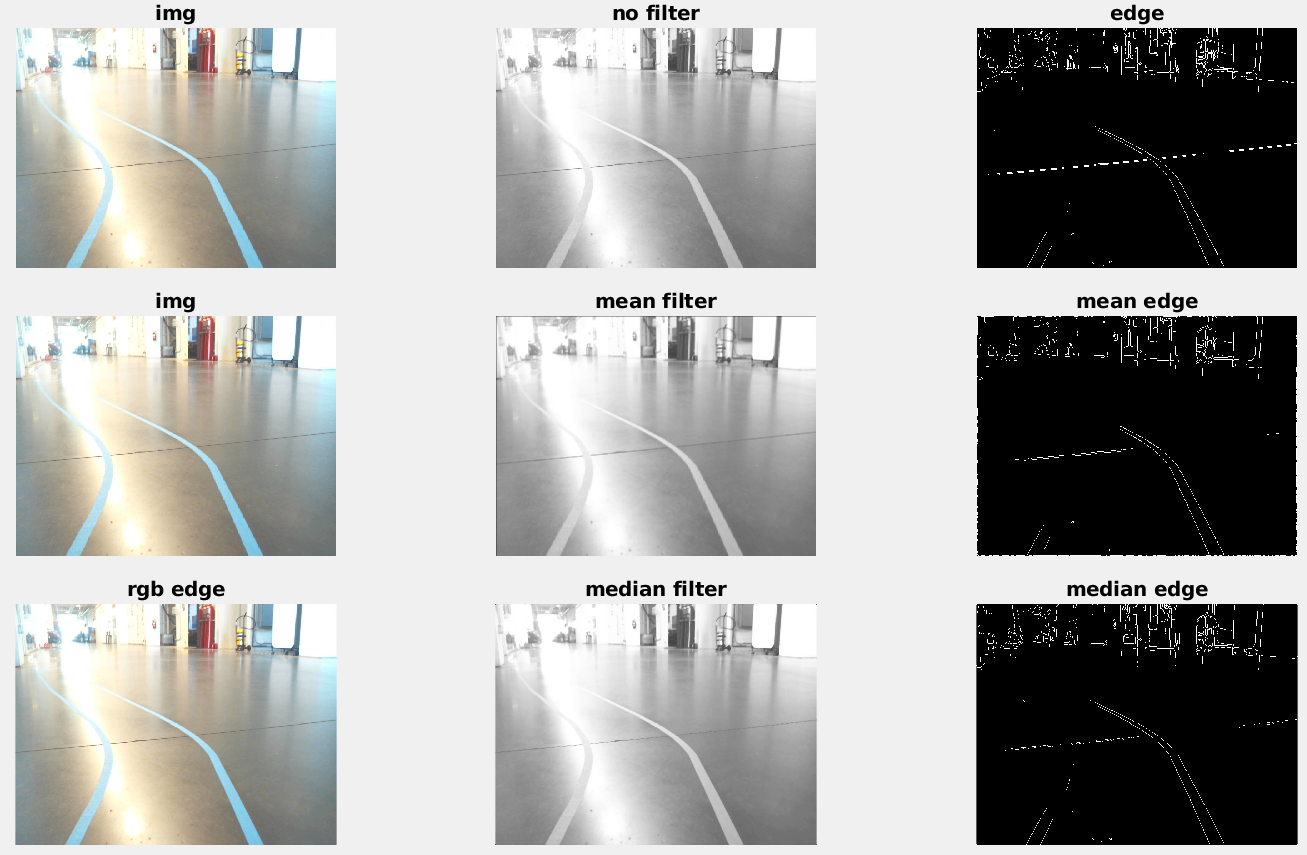 img
no filter
edge
img
mean filter
mean edge
rgb edge
median filter
median edge